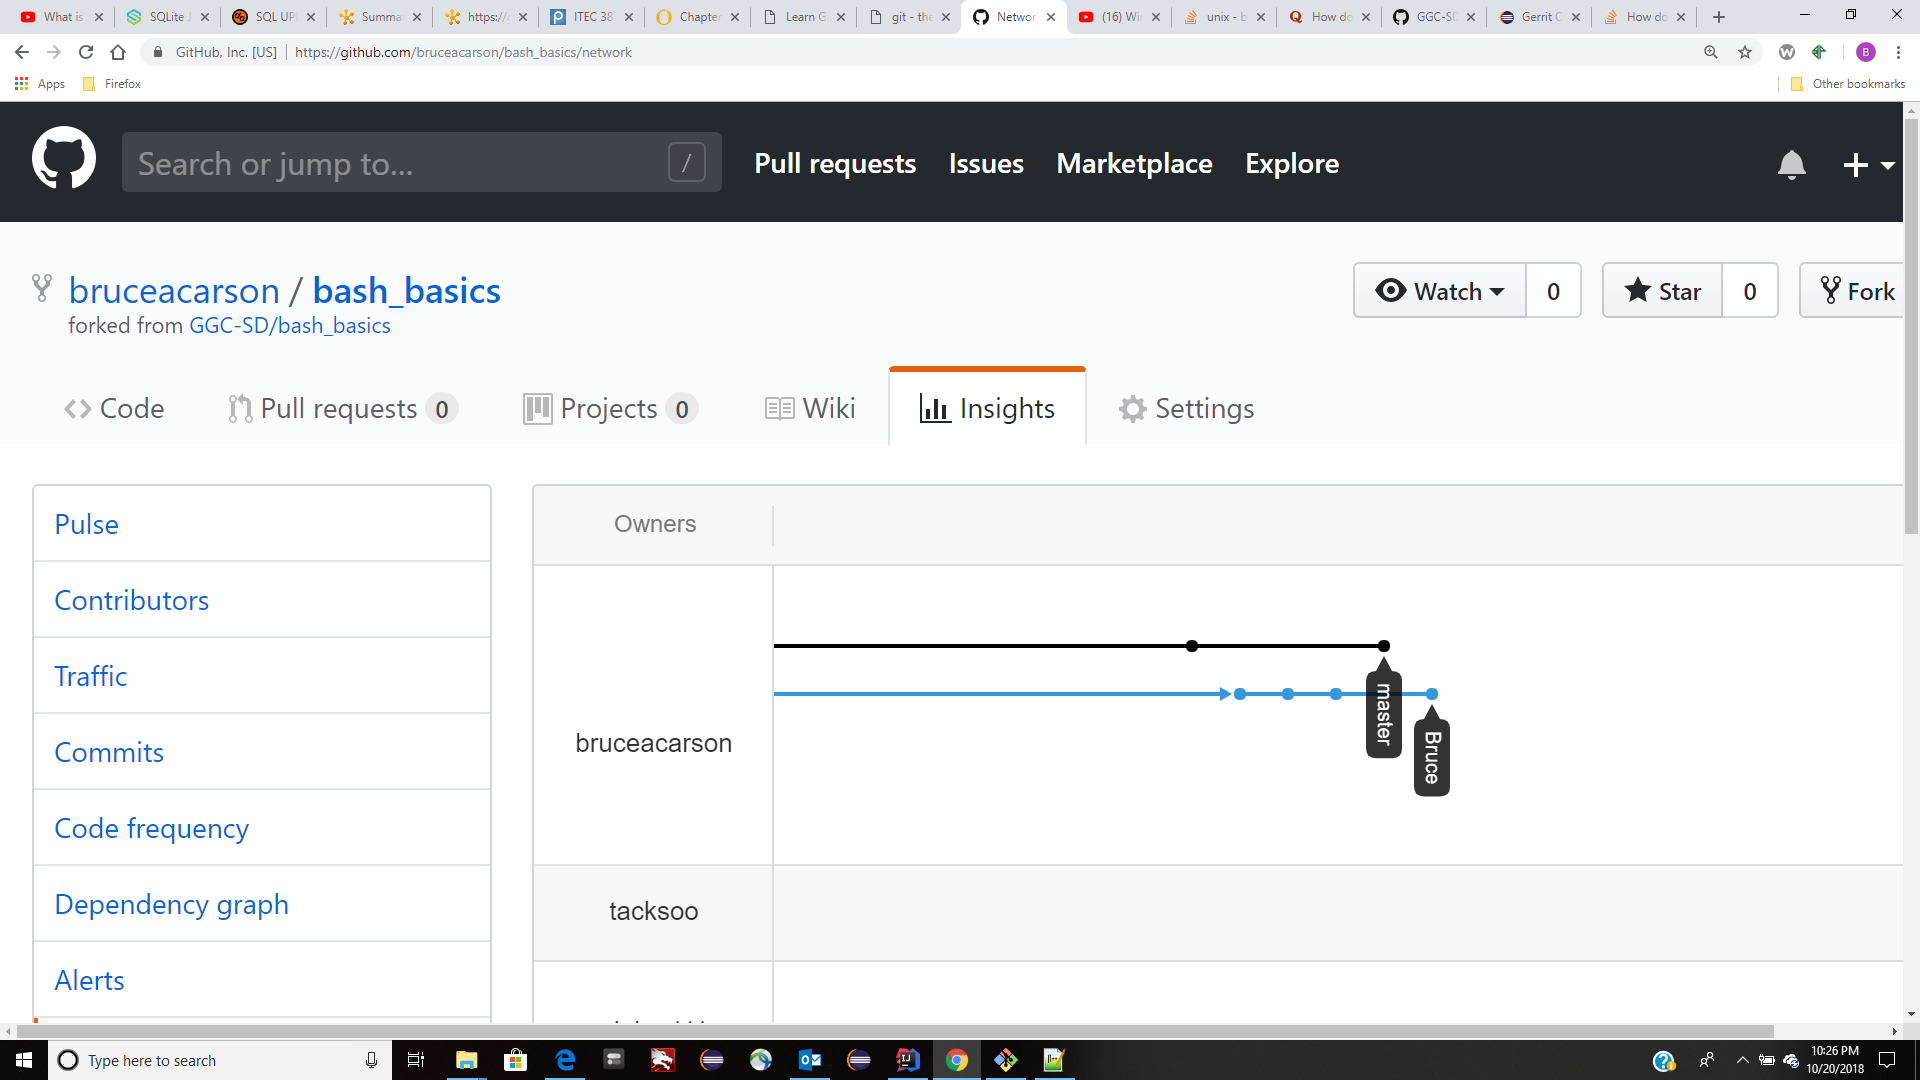 What is
SQLite J
SQL UPI
Summa
https://g
ITEC 38
Chapter
Learn G
git - the
Networ
(16) Wi
unix - b
How do
GGC-SD
Gerrit C
How do
GitHub, Inc. [US]
https://github.com/bruceacarson/bash_basics/network
W
B
Apps
Firefox
Other bookmarks
Search or jump to...
/
Pull requests
Issues
Marketplace
Explore
bruceacarson / bash_basics
Watch
0
Star
0
Fork
forked from GGC-SD/bash_basics
Code
Pull requests 0
Projects 0
Wiki
Insights
Settings
Pulse
Contributors
Traffic
Commits
Code frequency
Dependency graph
Alerts
Owners
bruceacarson
master
Bruce
tacksoo
Type here to search
10:26 PM
10/20/2018